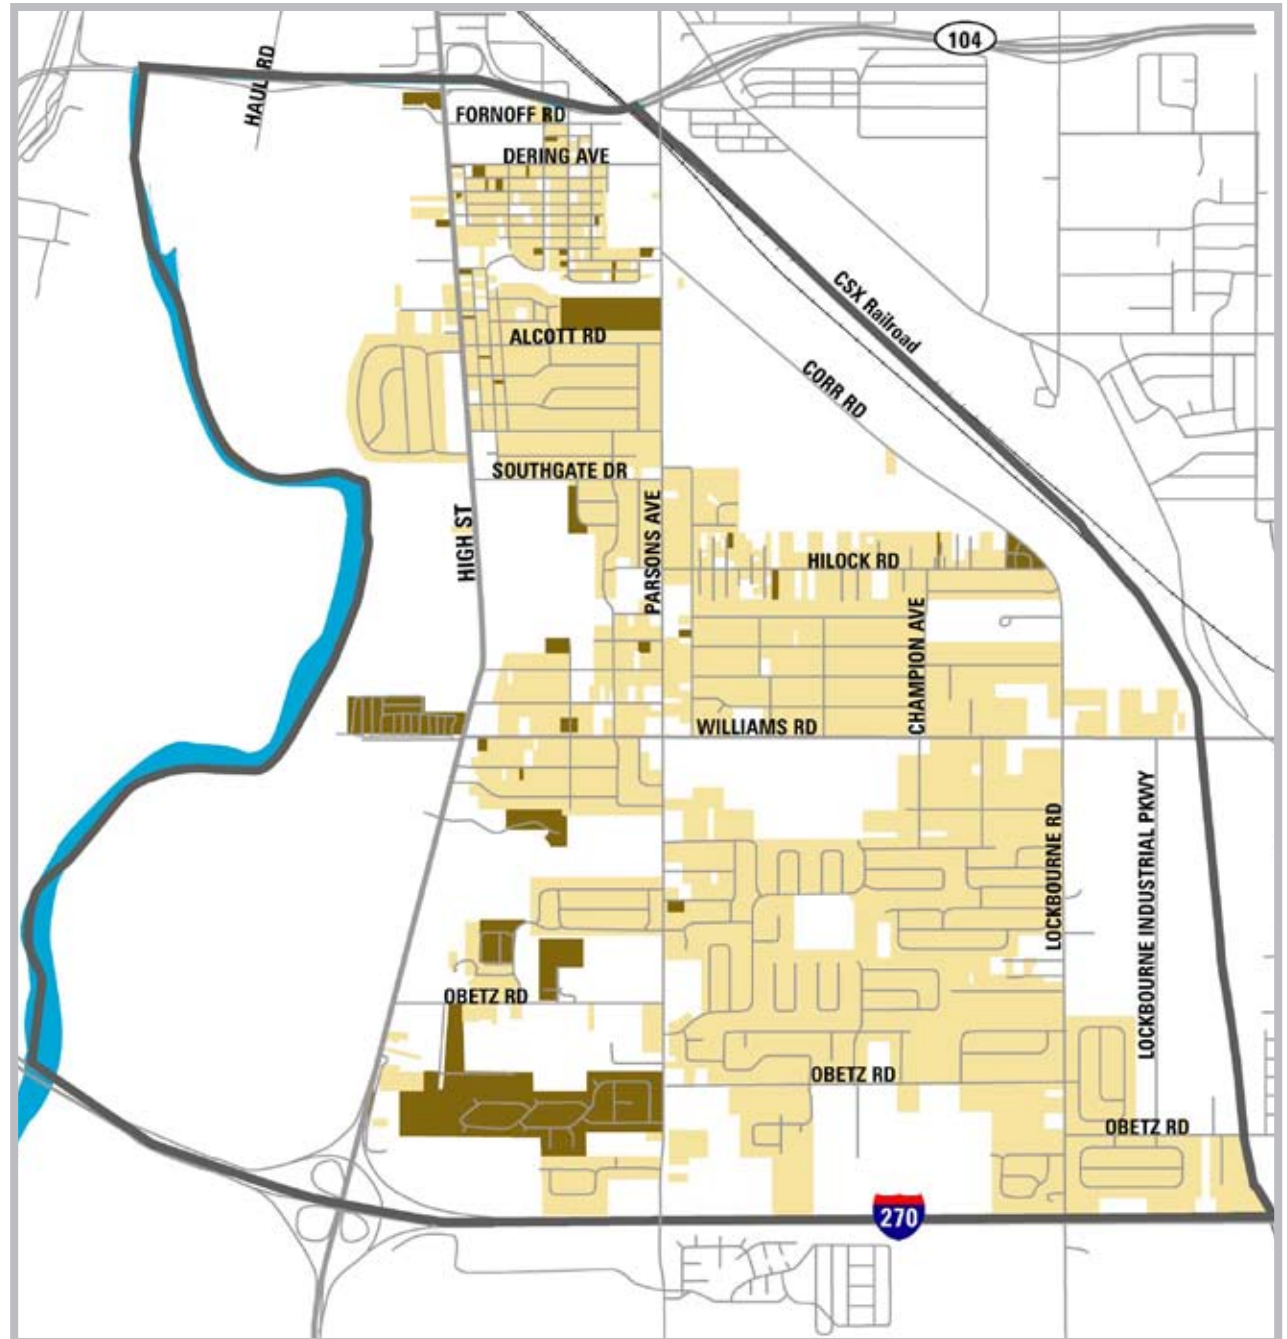 104
HAUL RD
FORNOFF RD
DERING AVE
CSX Railroad
ALCOTT RD
CORR RD
SOUTHGATE DR
HIGH ST
PARSONS AVE
HILOCK RD
CHAMPION AVE
WILLIAMS RD
LOCKBOURNE RD
LOCKBOURNE INDUSTRIAL PKWY
OBETZ RD
OBETZ RD
OBETZ RD
270